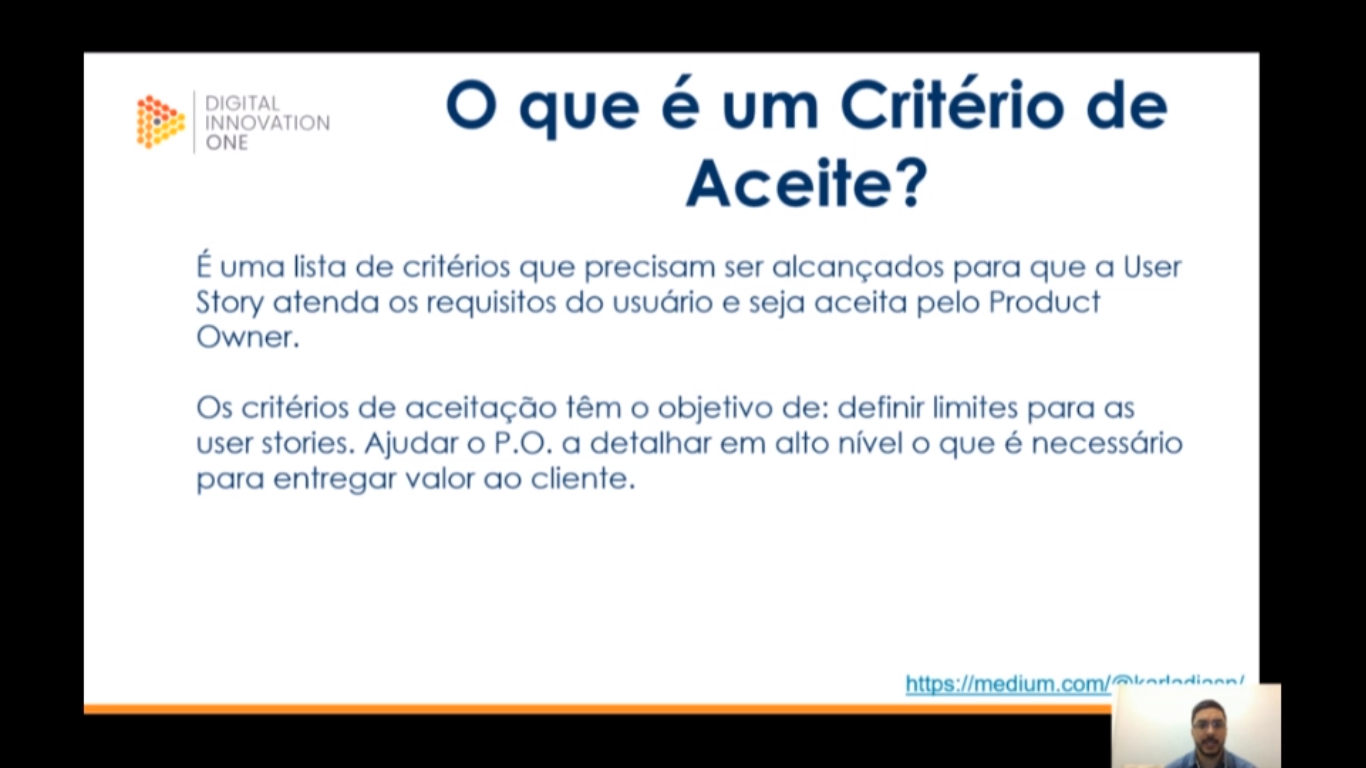 DIGITAL
INNOVATION
ONE
O que é um Critério de
Aceite?
É uma lista de critérios que precisam ser alcançados para que a User
Story atenda os requisitos do usuário e seja aceita pelo Product
Owner.
Os critérios de aceitação têm o objetivo de: definir limites para as
user stories. Ajudar o P.O. a detalhar em alto nível o que é necessário
para entregar valor ao cliente.
https://medium.com/